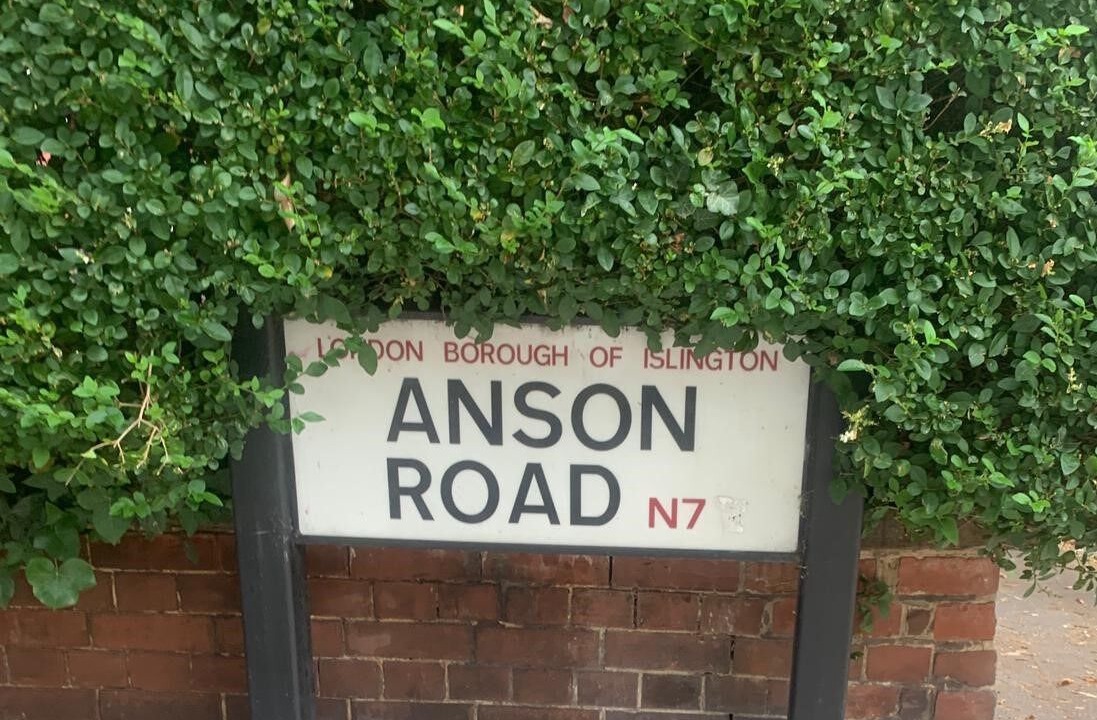 LONDON BOROUGH OF ISLINGTON
ANSON
ROAD N7